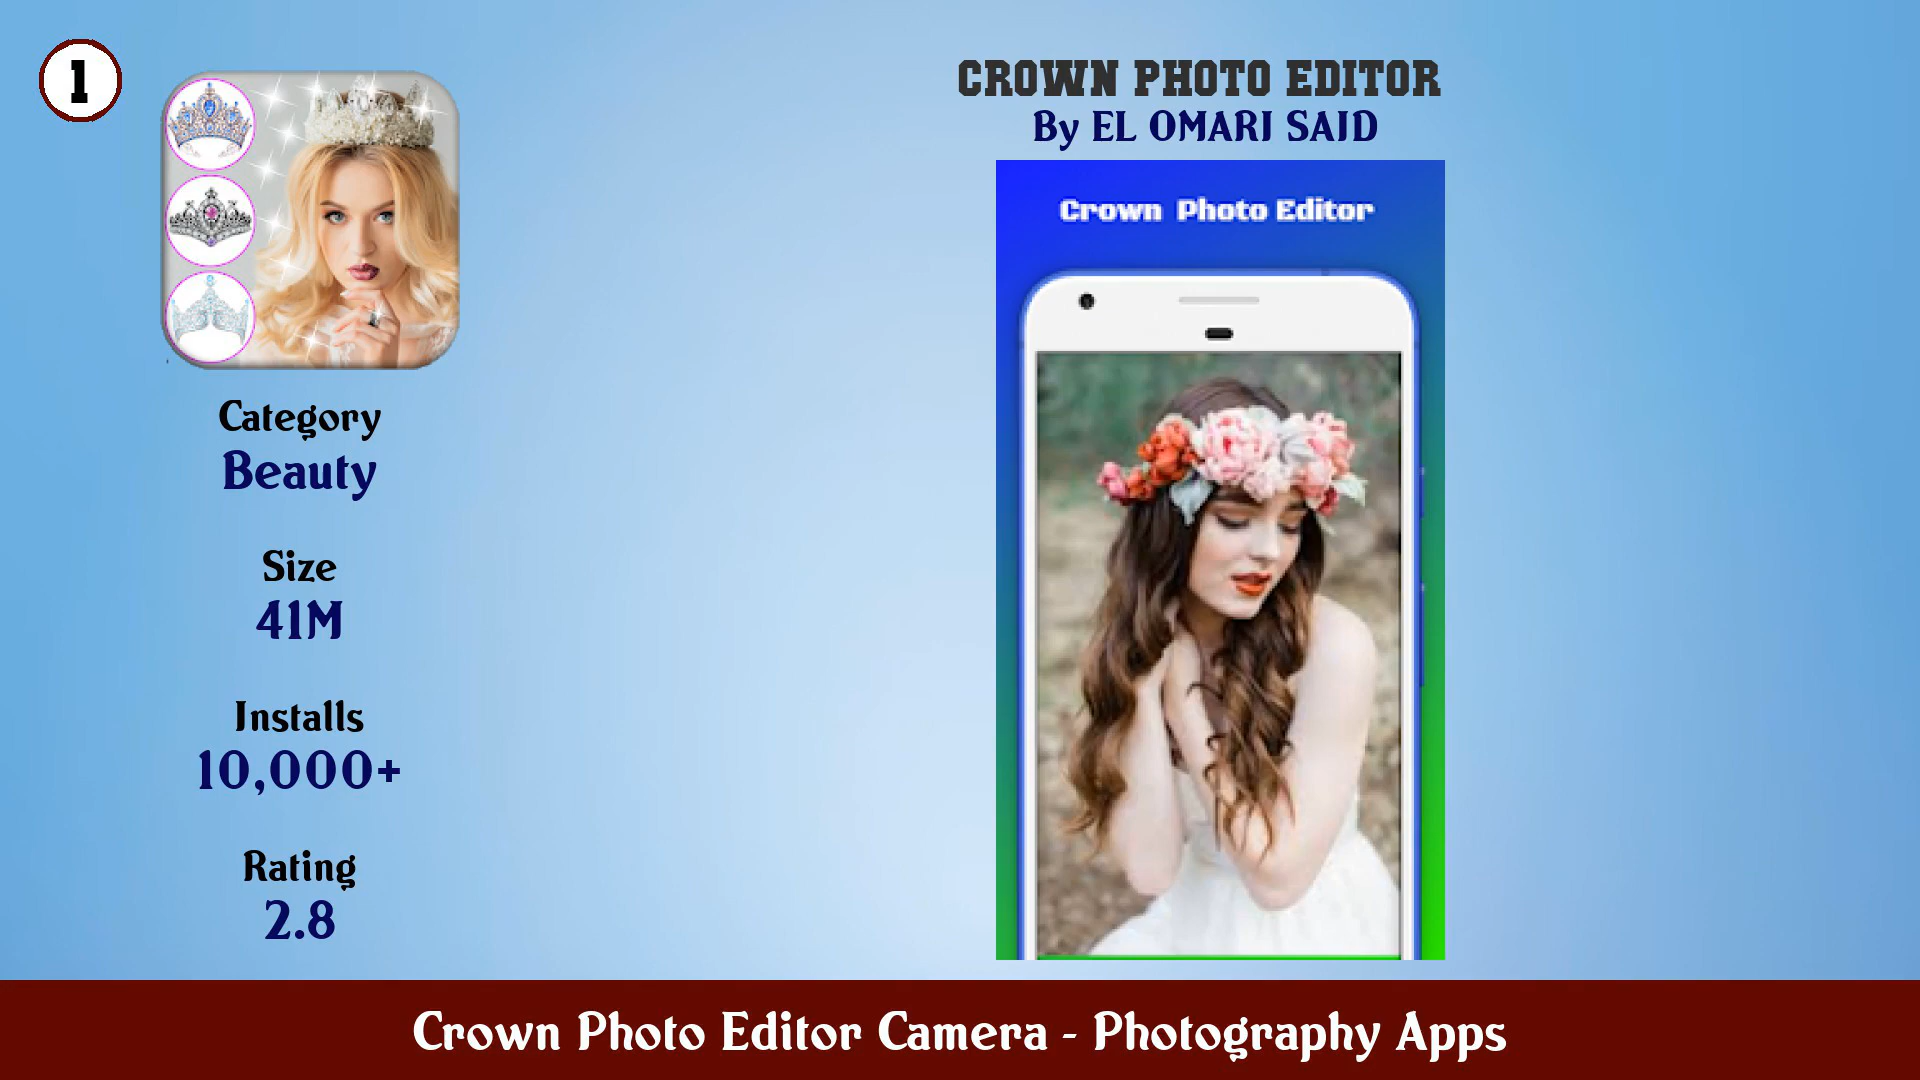 1
CROWN PHOTO EDITOR
By EL OMARI SAID
Crown Photo Editor
Category
Beauty
Size
41M
Installs
10,000+
Rating
2.8
Crown Photo Editor Camera - Photography Apps